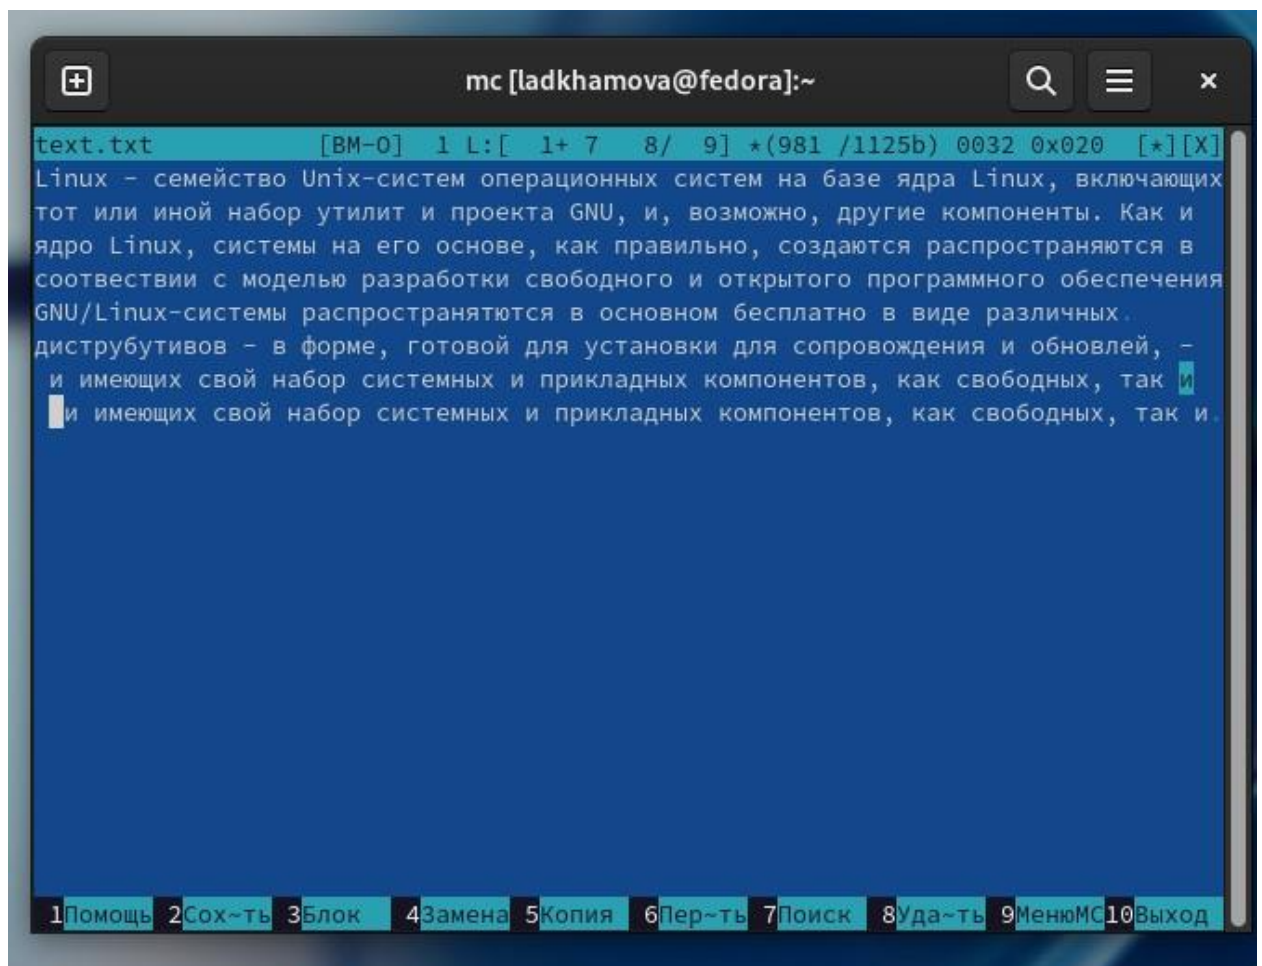 mc [ladkhamova@fedora]:~
text.txt [BM-O] 1 L:[ 1+ 7 8/ 9] *(981 /1125b) 0032 0x020 [*][X]
Linux - семейство Unix-систем операционных систем на базе ядра Linux, включающих
тот или иной набор утилит и проекта GNU, и, возможно, другие компоненты. Как и
ядро Linux, системы на его основе, как правильно, создаются распространяются в
соотвествии с моделью разработки свободного и открытого программного обеспечения
GNU/Linux-системы распространятются в основном бесплатно в виде различных.
диструбутивов - в форме, готовой для установки для сопровождения и обновлей, -
и имеющих свой набор системных и прикладных компонентов, как свободных, так и
и имеющих свой набор системных и прикладных компонентов, как свободных, так и.
1Помощь 2Сох~ть 3Блок 4Замена 5Копия 6Пер~ть 7Поиск 8Уда~ть 9МенюMC 10Выход